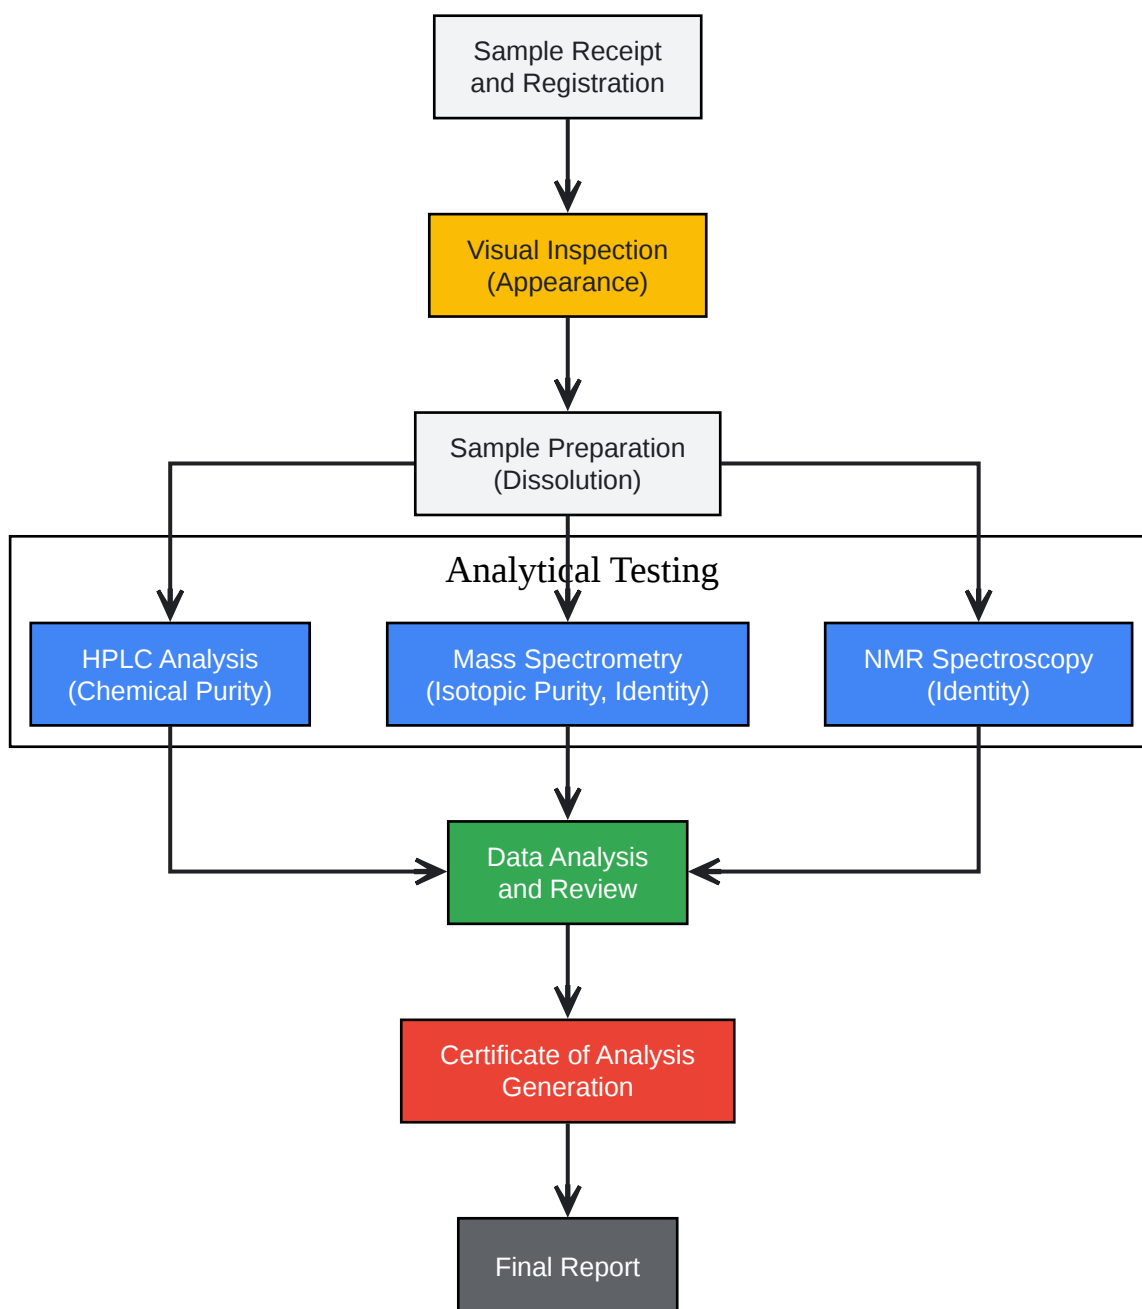 Sample Receipt
and Registration
Visual Inspection
(Appearance)
Sample Preparation
(Dissolution)
Analytical Testing
HPLC Analysis
(Chemical Purity)
Mass Spectrometry
(Isotopic Purity, Identity)
NMR Spectroscopy
(Identity)
Data Analysis
and Review
Certificate of Analysis
Generation
Final Report